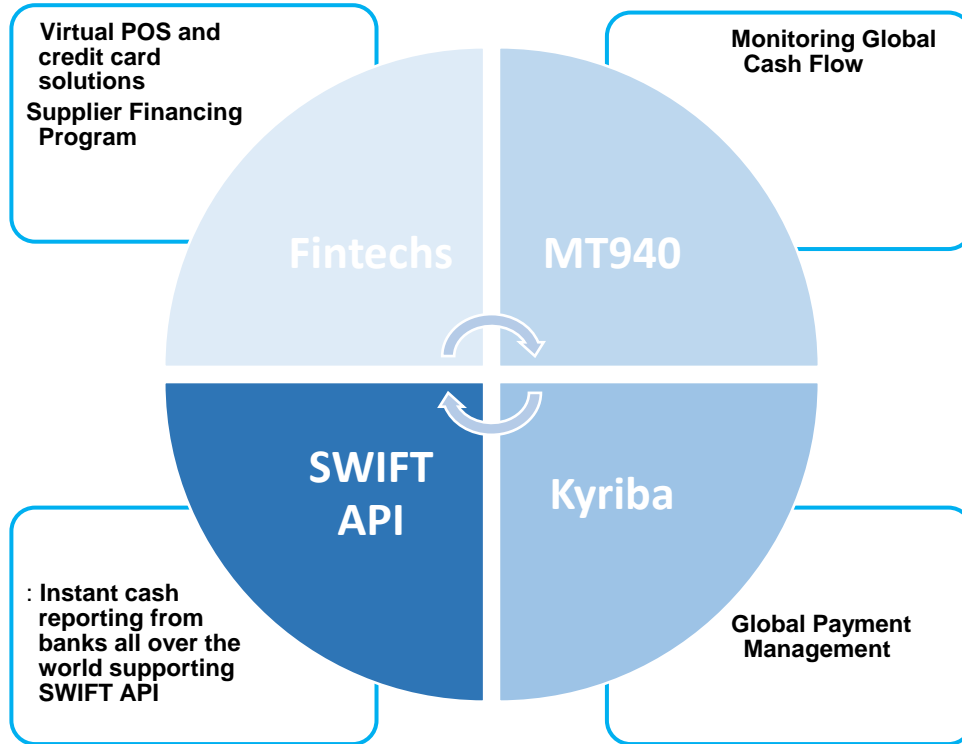 Virtual POS and
credit card
solutions
Supplier Financing
Program
Monitoring Global
Cash Flow
Fintechs
MT940
SWIFT
API
Kyriba
: Instant cash
reporting from
banks all over the
world supporting
SWIFT API
Global Payment
Management